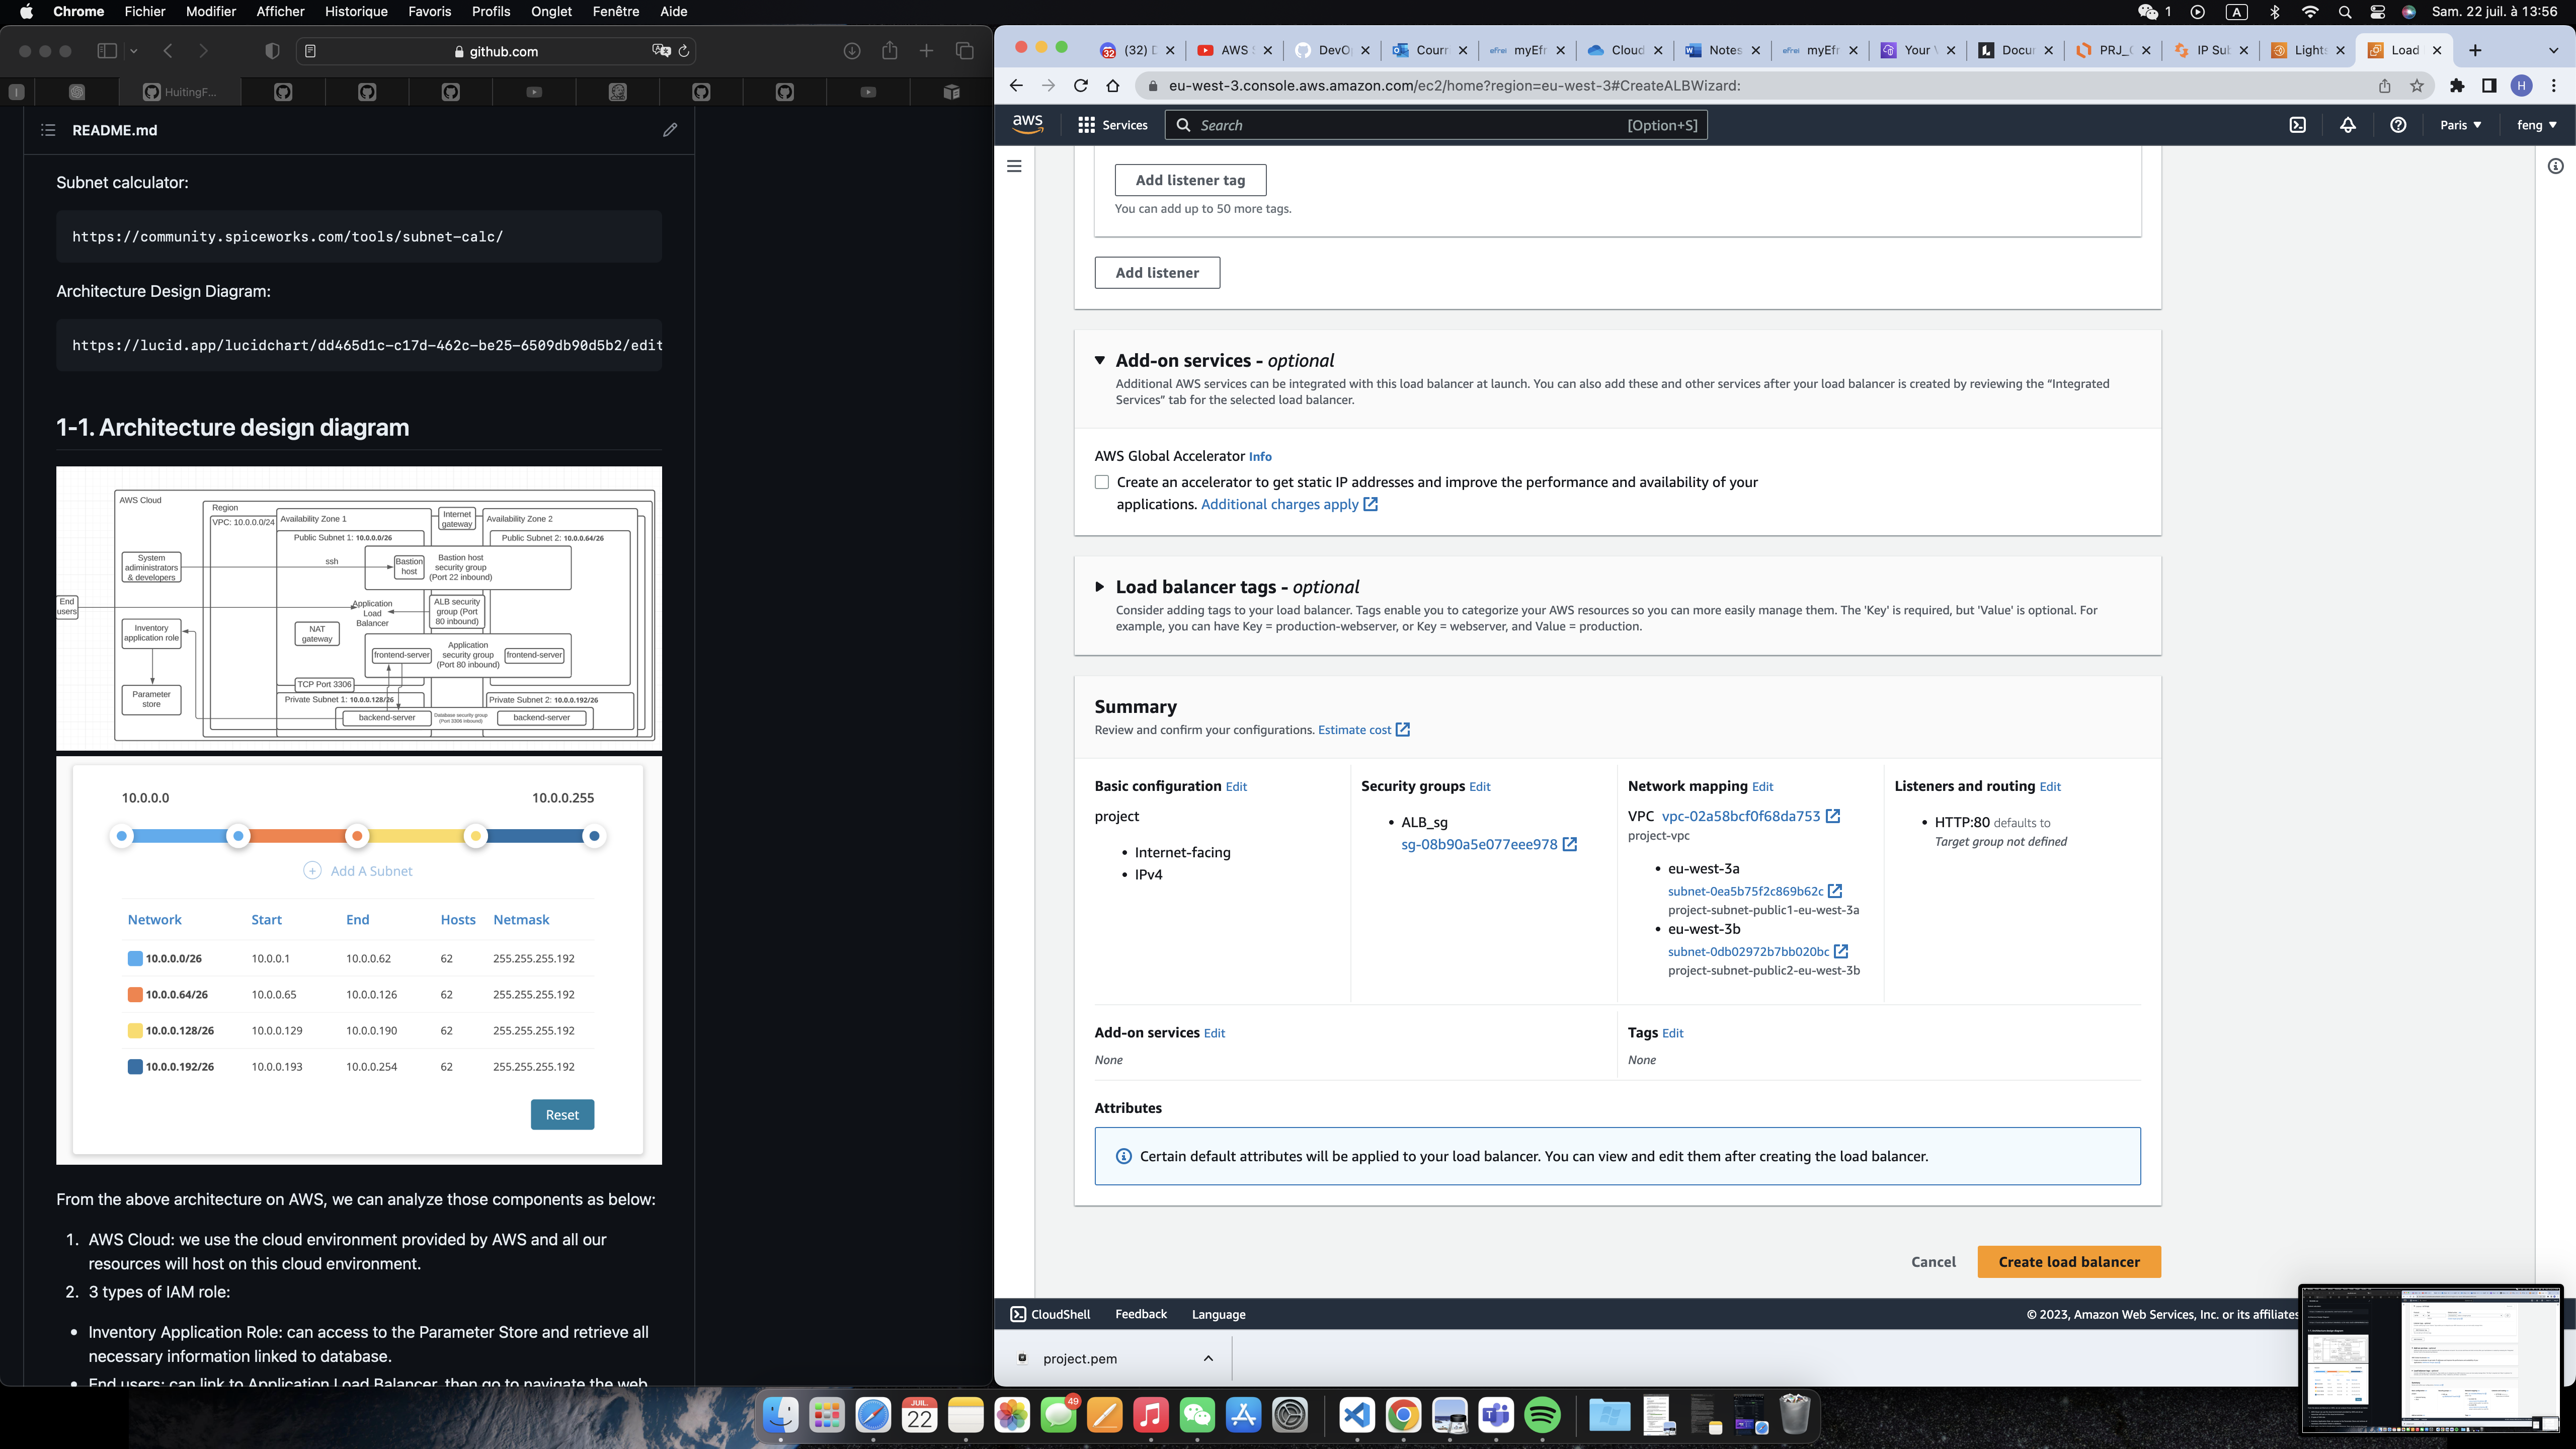 Chrome Fichier Modifier Afficher Historique Favoris Profils Onglet Fenêtre Aide
1 A Sam. 22 juil. à 13:56
github.com
HuitingF...
README.md
Subnet calculator:
https://community.spiceworks.com/tools/subnet-calc/
Architecture Design Diagram:
https://lucid.app/lucidchart/dd465d1c-c17d-462c-be25-6509db90d5b2/edit
1-1. Architecture design diagram
AWS Cloud
Region
VPC: 10.0.0.0/24
Availability Zone 1
Internet gateway
Availability Zone 2
Public Subnet 1: 10.0.0.0/26
Public Subnet 2: 10.0.0.64/26
System adiministrators & developers
ssh
Bastion host
Bastion host security group (Port 22 inbound)
End users
Application Load Balancer
ALB security group (Port 80 inbound)
Inventory application role
NAT gateway
frontend-server
Application security group (Port 80 inbound)
frontend-server
TCP Port 3306
Parameter store
Private Subnet 1: 10.0.0.128/26
Private Subnet 2: 10.0.0.192/26
backend-server
Database security group (Port 3306 inbound)
backend-server
10.0.0.0 10.0.0.255
Add A Subnet
Network Start End Hosts Netmask
10.0.0.0/26 10.0.0.1 10.0.0.62 62 255.255.255.192
10.0.0.64/26 10.0.0.65 10.0.0.126 62 255.255.255.192
10.0.0.128/26 10.0.0.129 10.0.0.190 62 255.255.255.192
10.0.0.192/26 10.0.0.193 10.0.0.254 62 255.255.255.192
Reset
From the above architecture on AWS, we can analyze those components as below:
1. AWS Cloud: we use the cloud environment provided by AWS and all our
resources will host on this cloud environment.
2. 3 types of IAM role:
• Inventory Application Role: can access to the Parameter Store and retrieve all
necessary information linked to database.
• End users: can link to Application Load Balancer, then go to navigate the web
(32) D AWS S DevO Courri myEfr Cloud Notes myEfr Your V Docur PRJ_C IP Sub Lights Load
eu-west-3.console.aws.amazon.com/ec2/home?region=eu-west-3#CreateALBWizard:
H
aws Services Search [Option+S] Paris feng
Add listener tag
You can add up to 50 more tags.
Add listener
Add-on services - optional
Additional AWS services can be integrated with this load balancer at launch. You can also add these and other services after your load balancer is created by reviewing the "Integrated
Services" tab for the selected load balancer.
AWS Global Accelerator Info
Create an accelerator to get static IP addresses and improve the performance and availability of your
applications. Additional charges apply
Load balancer tags - optional
Consider adding tags to your load balancer. Tags enable you to categorize your AWS resources so you can more easily manage them. The 'Key' is required, but 'Value' is optional. For
example, you can have Key = production-webserver, or Key = webserver, and Value = production.
Summary
Review and confirm your configurations. Estimate cost
Basic configuration Edit
project
• Internet-facing
• IPv4
Security groups Edit
• ALB_sg
sg-08b90a5e077eee978
Network mapping Edit
VPC vpc-02a58bcf0f68da753
project-vpc
• eu-west-3a
subnet-0ea5b75f2c869b62c
project-subnet-public1-eu-west-3a
• eu-west-3b
subnet-0db02972b7bb020bc
project-subnet-public2-eu-west-3b
Listeners and routing Edit
• HTTP:80 defaults to
Target group not defined
Add-on services Edit
None
Tags Edit
None
Attributes
Certain default attributes will be applied to your load balancer. You can view and edit them after creating the load balancer.
Cancel Create load balancer
CloudShell Feedback Language © 2023, Amazon Web Services, Inc. or its affiliates
project.pem
JUIL. 22
49